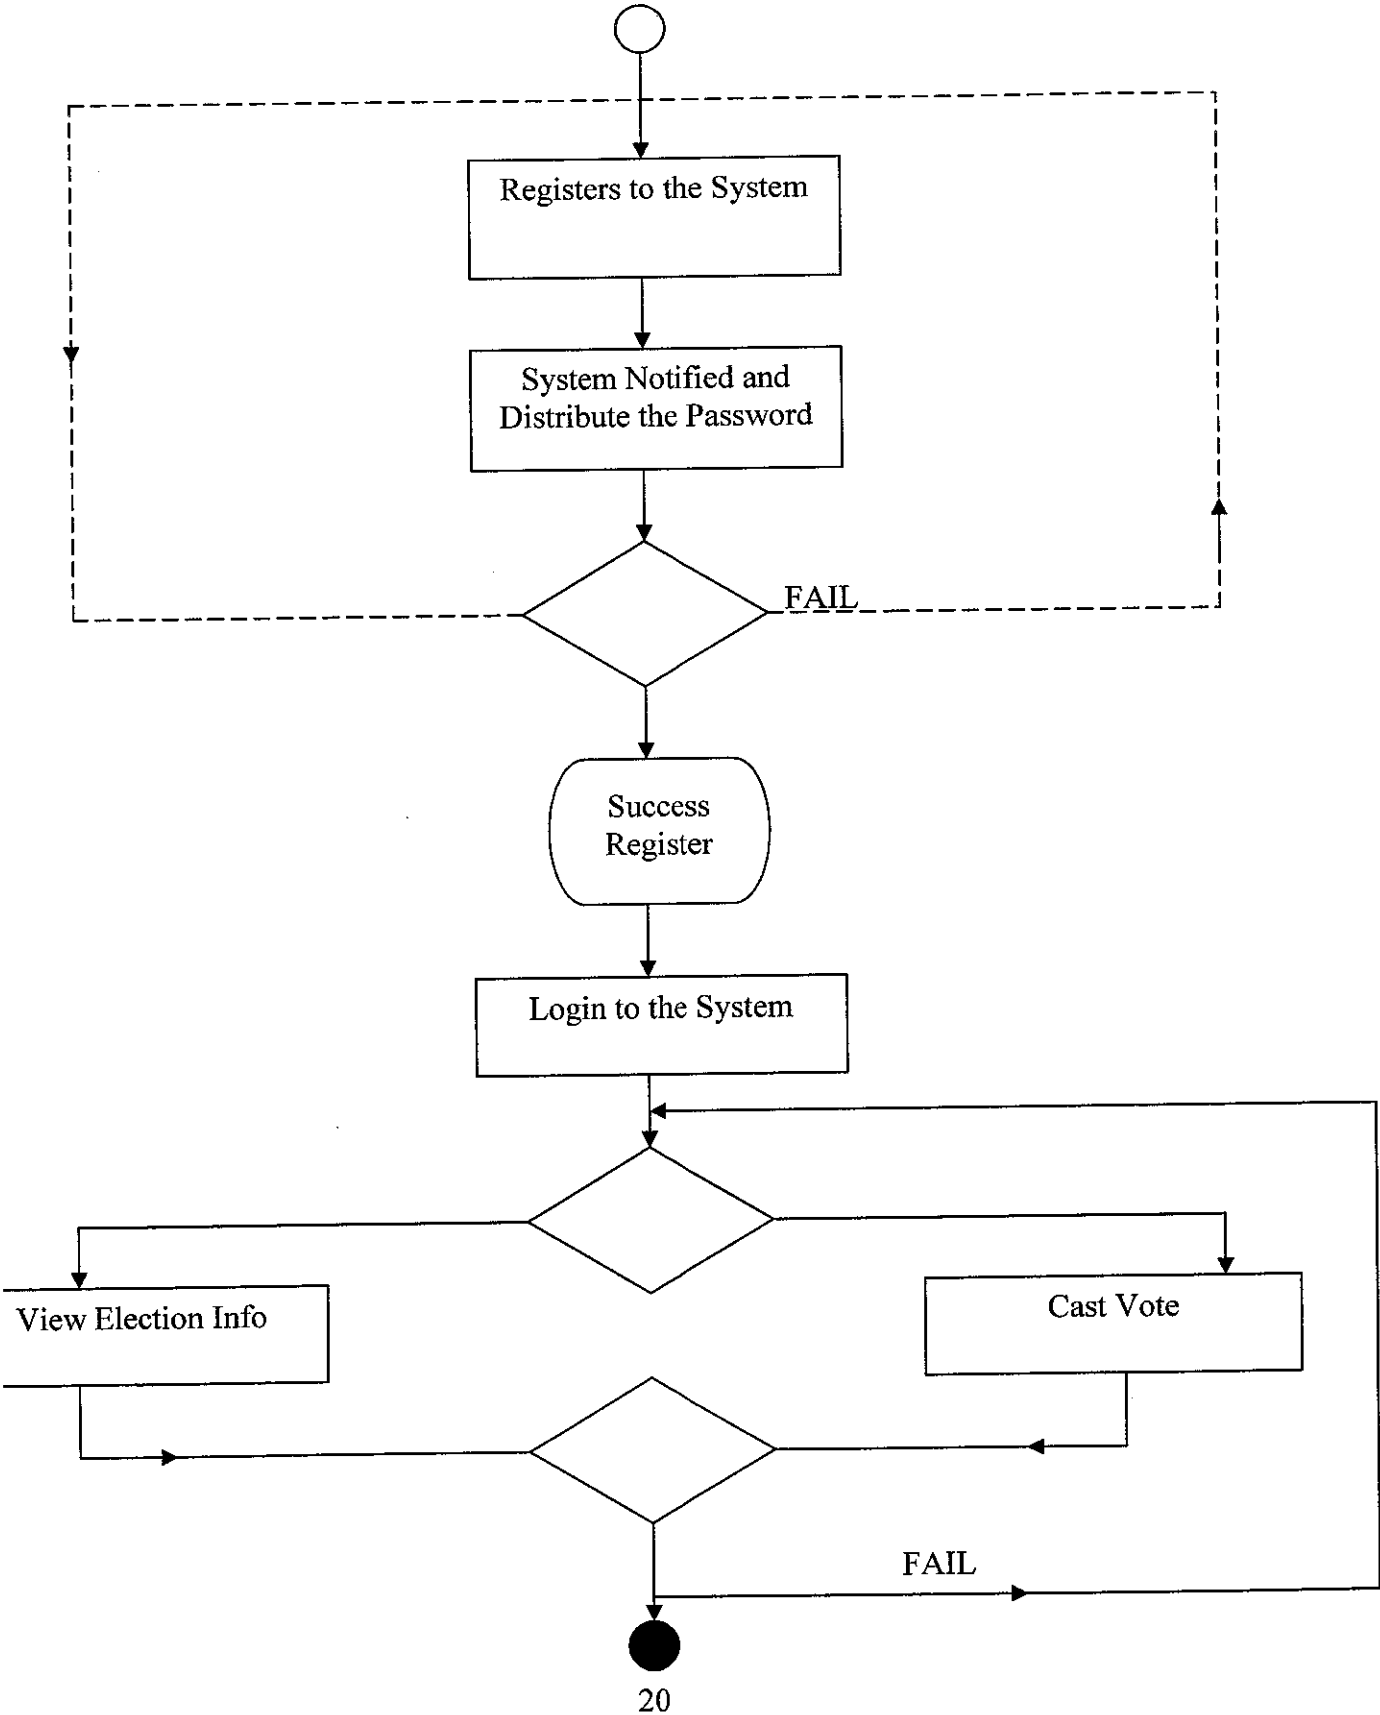 Registers to the System
System Notified and
Distribute the Password
FAIL
Success
Register
Login to the System
View Election Info
Cast Vote
FAIL
20